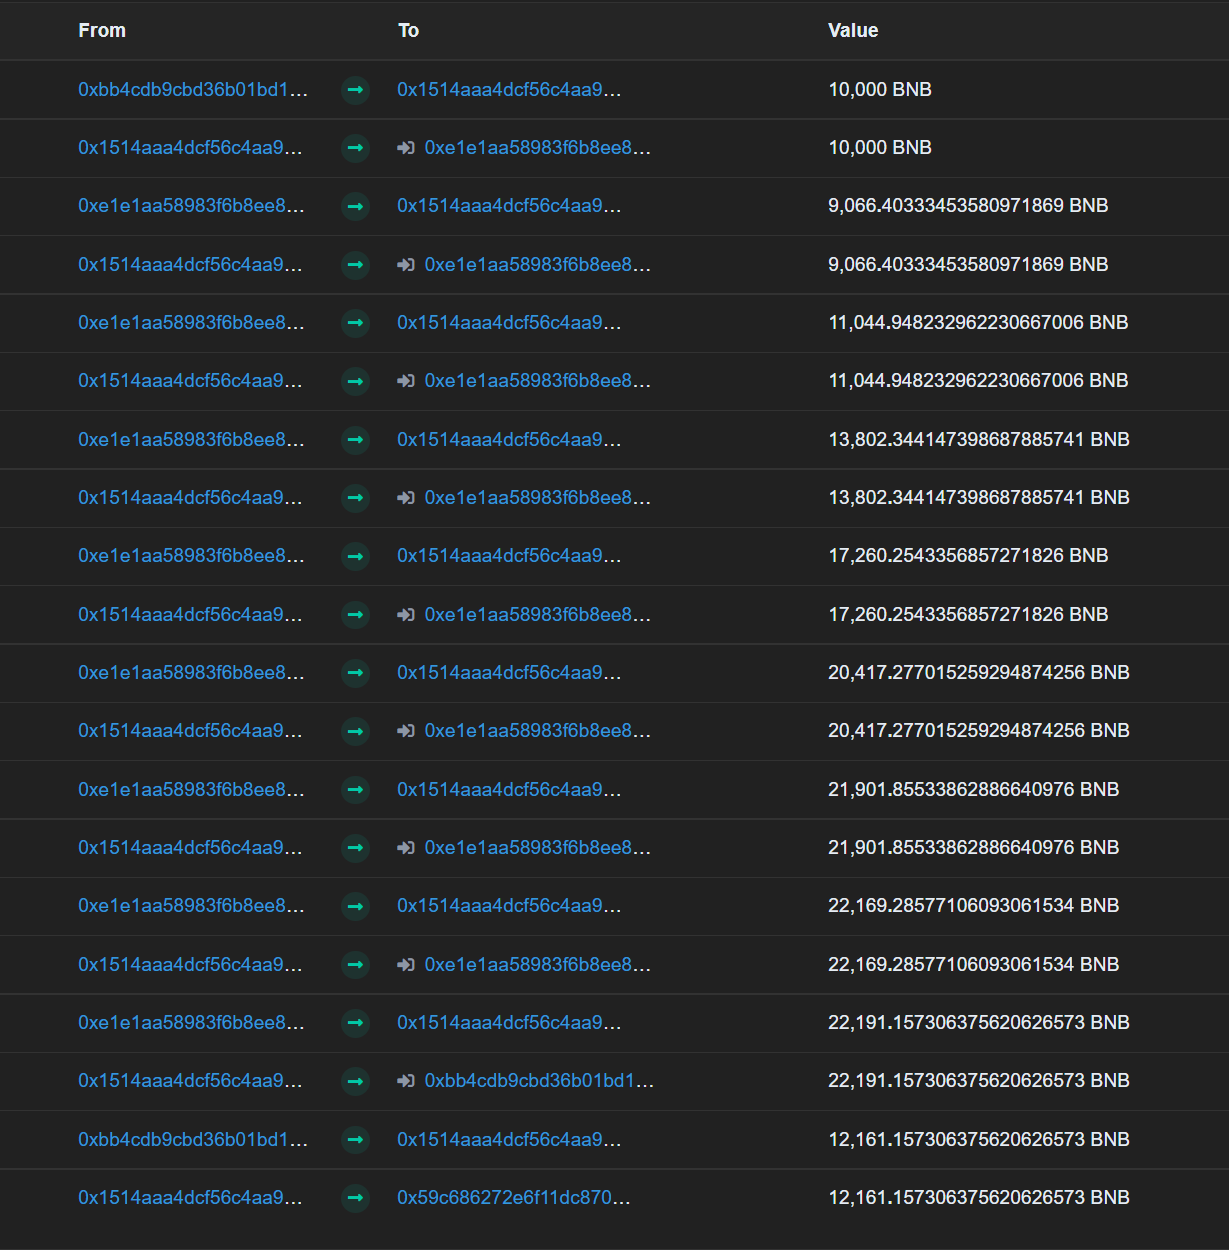 From To Value
0xbb4cdb9cbd36b01bd1... 0x1514aaa4dcf56c4aa9... 10,000 BNB
0x1514aaa4dcf56c4aa9... 0xe1e1aa58983f6b8ee8... 10,000 BNB
0xe1e1aa58983f6b8ee8... 0x1514aaa4dcf56c4aa9... 9,066.40333453580971869 BNB
0x1514aaa4dcf56c4aa9... 0xe1e1aa58983f6b8ee8... 9,066.40333453580971869 BNB
0xe1e1aa58983f6b8ee8... 0x1514aaa4dcf56c4aa9... 11,044.948232962230667006 BNB
0x1514aaa4dcf56c4aa9... 0xe1e1aa58983f6b8ee8... 11,044.948232962230667006 BNB
0xe1e1aa58983f6b8ee8... 0x1514aaa4dcf56c4aa9... 13,802.344147398687885741 BNB
0x1514aaa4dcf56c4aa9... 0xe1e1aa58983f6b8ee8... 13,802.344147398687885741 BNB
0xe1e1aa58983f6b8ee8... 0x1514aaa4dcf56c4aa9... 17,260.2543356857271826 BNB
0x1514aaa4dcf56c4aa9... 0xe1e1aa58983f6b8ee8... 17,260.2543356857271826 BNB
0xe1e1aa58983f6b8ee8... 0x1514aaa4dcf56c4aa9... 20,417.277015259294874256 BNB
0x1514aaa4dcf56c4aa9... 0xe1e1aa58983f6b8ee8... 20,417.277015259294874256 BNB
0xe1e1aa58983f6b8ee8... 0x1514aaa4dcf56c4aa9... 21,901.85533862886640976 BNB
0x1514aaa4dcf56c4aa9... 0xe1e1aa58983f6b8ee8... 21,901.85533862886640976 BNB
0xe1e1aa58983f6b8ee8... 0x1514aaa4dcf56c4aa9... 22,169.28577106093061534 BNB
0x1514aaa4dcf56c4aa9... 0xe1e1aa58983f6b8ee8... 22,169.28577106093061534 BNB
0xe1e1aa58983f6b8ee8... 0x1514aaa4dcf56c4aa9... 22,191.157306375620626573 BNB
0x1514aaa4dcf56c4aa9... 0xbb4cdb9cbd36b01bd1... 22,191.157306375620626573 BNB
0xbb4cdb9cbd36b01bd1... 0x1514aaa4dcf56c4aa9... 12,161.157306375620626573 BNB
0x1514aaa4dcf56c4aa9... 0x59c686272e6f11dc870... 12,161.157306375620626573 BNB